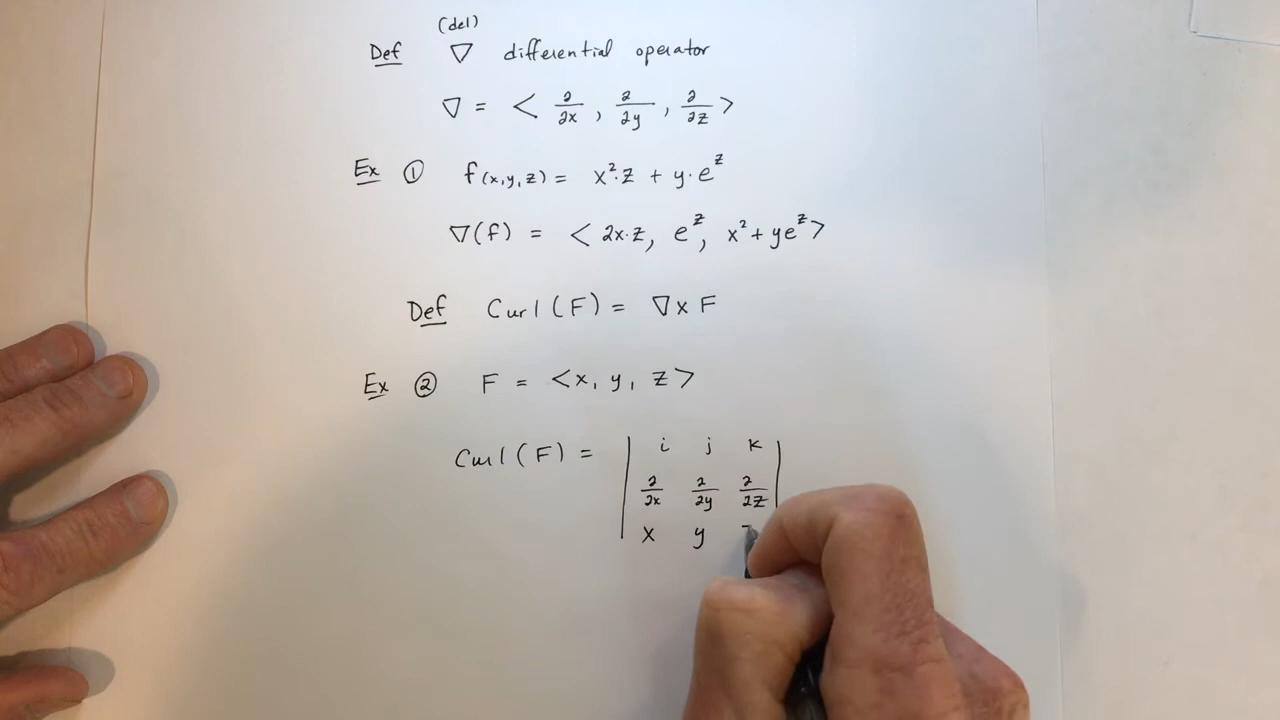 (del)
Def ∇ differential operator
∇ = < ∂/∂x , ∂/∂y , ∂/∂z >
Ex ① f(x,y,z) = x²·z + y·e^z
∇(f) = < 2x·z, e^z, x² + ye^z >
Def Curl(F) = ∇ x F
Ex ② F = <x, y, z>
Curl(F) = | i j k |
∂/∂x ∂/∂y ∂/∂z
x y